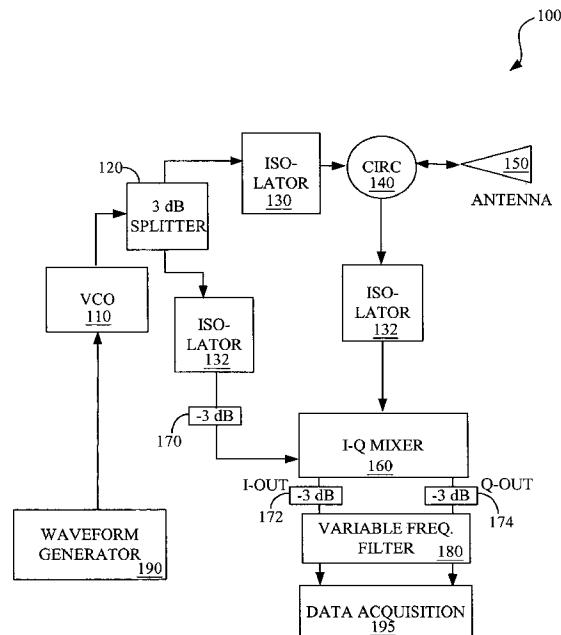 100
120
3 dB
SPLITTER
ISO-
LATOR
130
CIRC
140
150
ANTENNA
VCO
110
ISO-
LATOR
132
ISO-
LATOR
132
170
-3 dB
I-Q MIXER
160
I-OUT
Q-OUT
-3 dB
-3 dB
172
174
VARIABLE FREQ.
FILTER 180
WAVEFORM
GENERATOR 190
DATA ACQUISITION
195